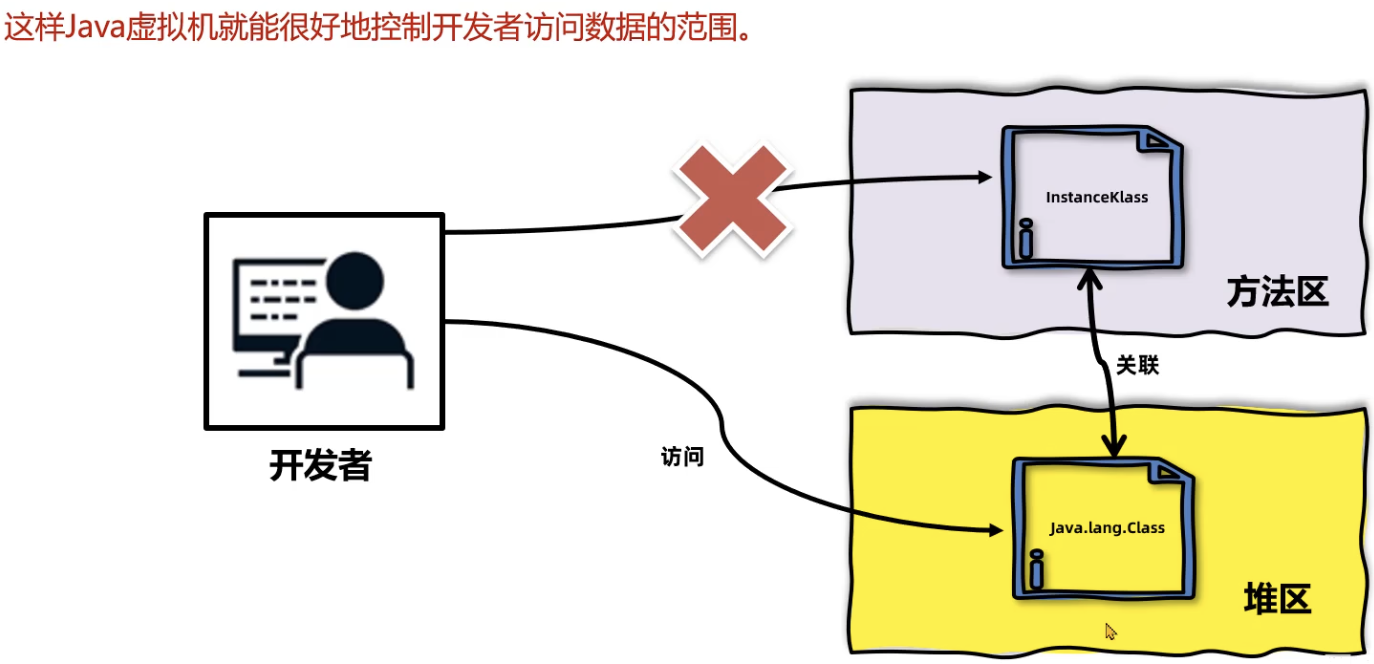 这样Java虚拟机就能很好地控制开发者访问数据的范围。
InstanceKlass
方法区
关联
开发者
访问
Java.lang.Class
堆区